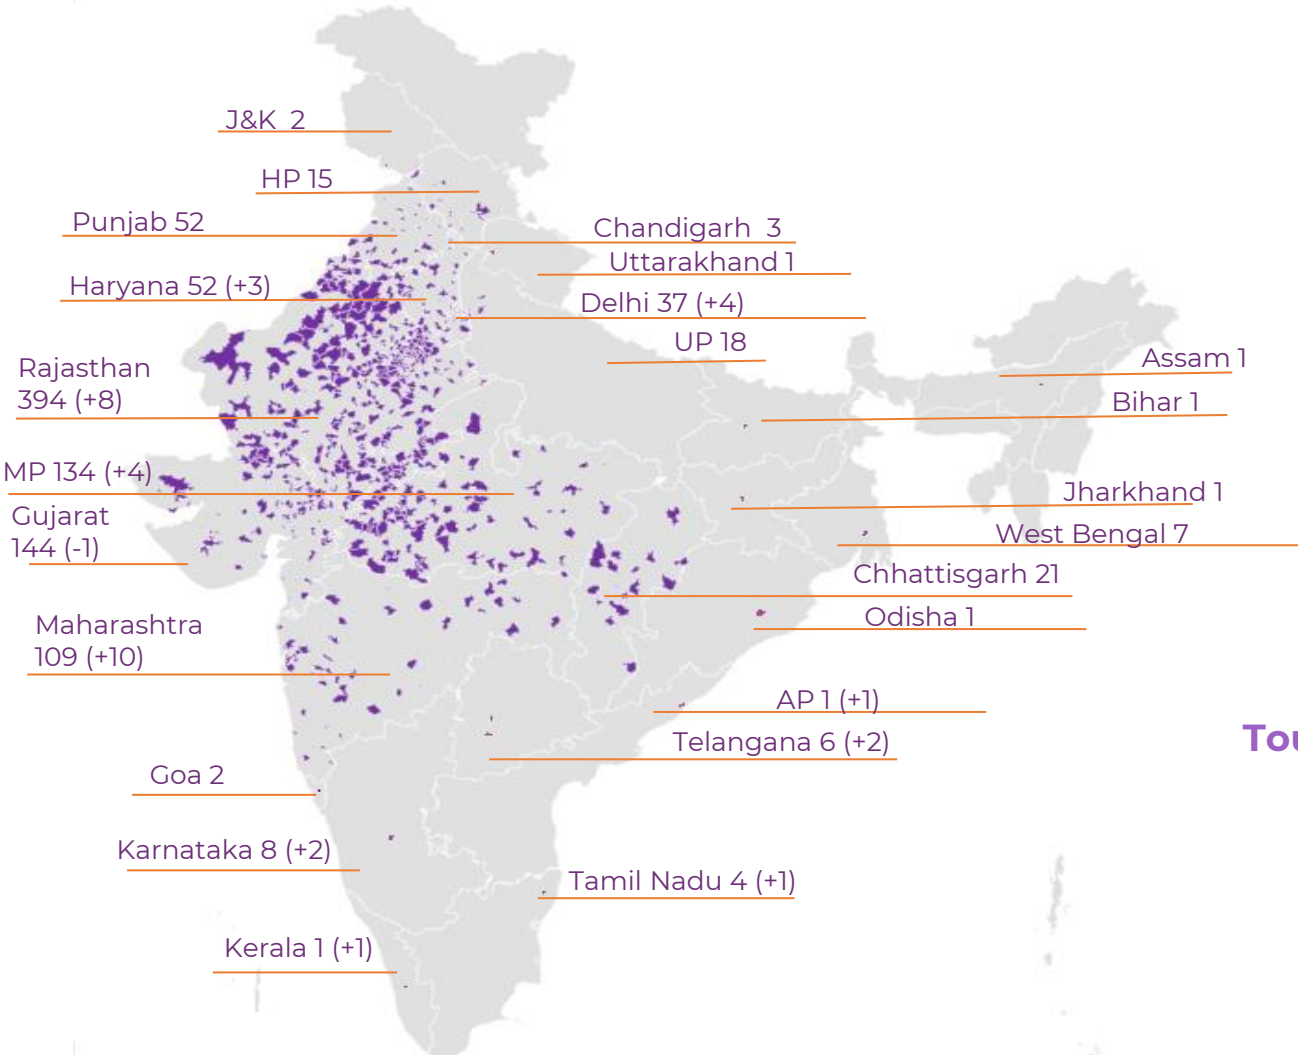 J&K 2
HP 15
Punjab 52
Chandigarh 3
Uttarakhand 1
Haryana 52 (+3)
Delhi 37 (+4)
UP 18
Rajasthan
394 (+8)
Assam 1
Bihar 1
MP 134 (+4)
Jharkhand 1
Gujarat
144 (-1)
West Bengal 7
Chhattisgarh 21
Odisha 1
Maharashtra
109 (+10)
AP 1 (+1)
Telangana 6 (+2)
Tou
Goa 2
Karnataka 8 (+2)
Tamil Nadu 4 (+1)
Kerala 1 (+1)